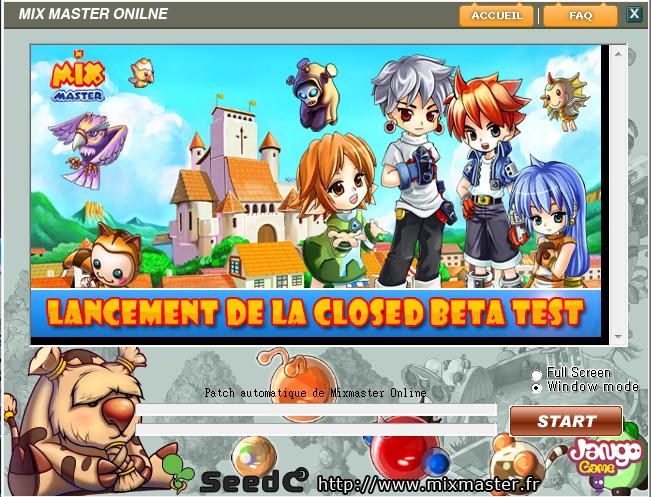 MIX MASTER ONILNE
ACCUEIL
FAQ
X
MIX
MASTER
LANCEMENT DE LA CLOSED BETA TEST
Full Screen
Window mode
Patch automatique de Mixmaster Online
START
SeedC
http://www.mixmaster.fr
Jango
Game